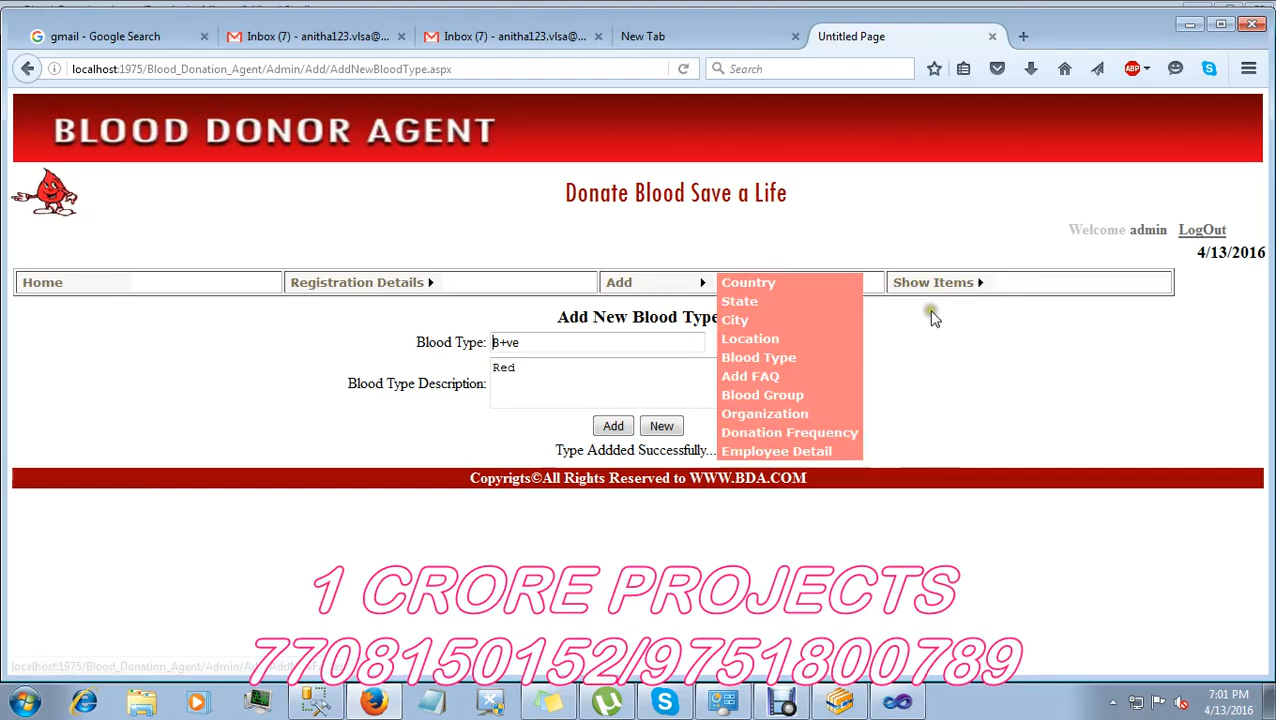 gmail - Google Search
Inbox (7) - anitha123.vlsa@...
Inbox (7) - anitha123.vlsa@...
New Tab
Untitled Page
localhost:1975/Blood_Donation_Agent/Admin/Add/AddNewBloodType.aspx
Search
ABP
BLOOD DONOR AGENT
Donate Blood Save a Life
Welcome admin LogOut
4/13/2016
Home
Registration Details
Add
Show Items
Country
State
City
Location
Blood Type
Add FAQ
Blood Group
Organization
Donation Frequency
Employee Detail
Add New Blood Type
Blood Type: B+ve
Blood Type Description: Red
Add New
Type Addded Successfully...
Copyrigts©All Rights Reserved to WWW.BDA.COM
1 CRORE PROJECTS
7708150152/9751800789
7:01 PM
4/13/2016